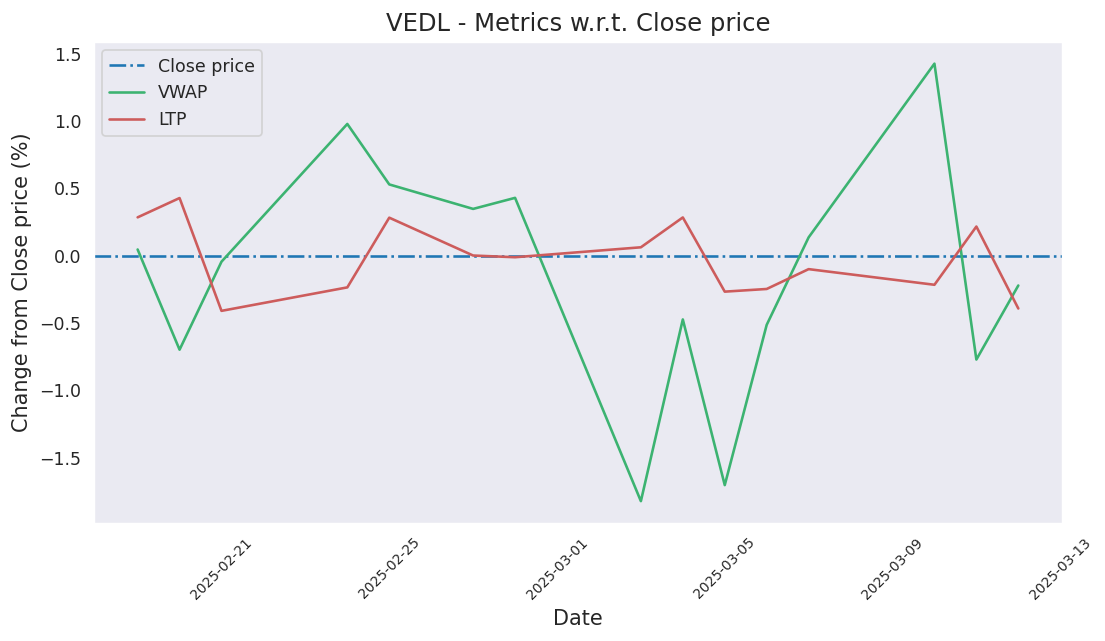 VEDL - Metrics w.r.t. Close price
Close price
VWAP
LTP
Change from Close price (%)
1.5
1.0
0.5
0.0
−0.5
−1.0
−1.5
2025-02-21
2025-02-25
2025-03-01
2025-03-05
2025-03-09
2025-03-13
Date